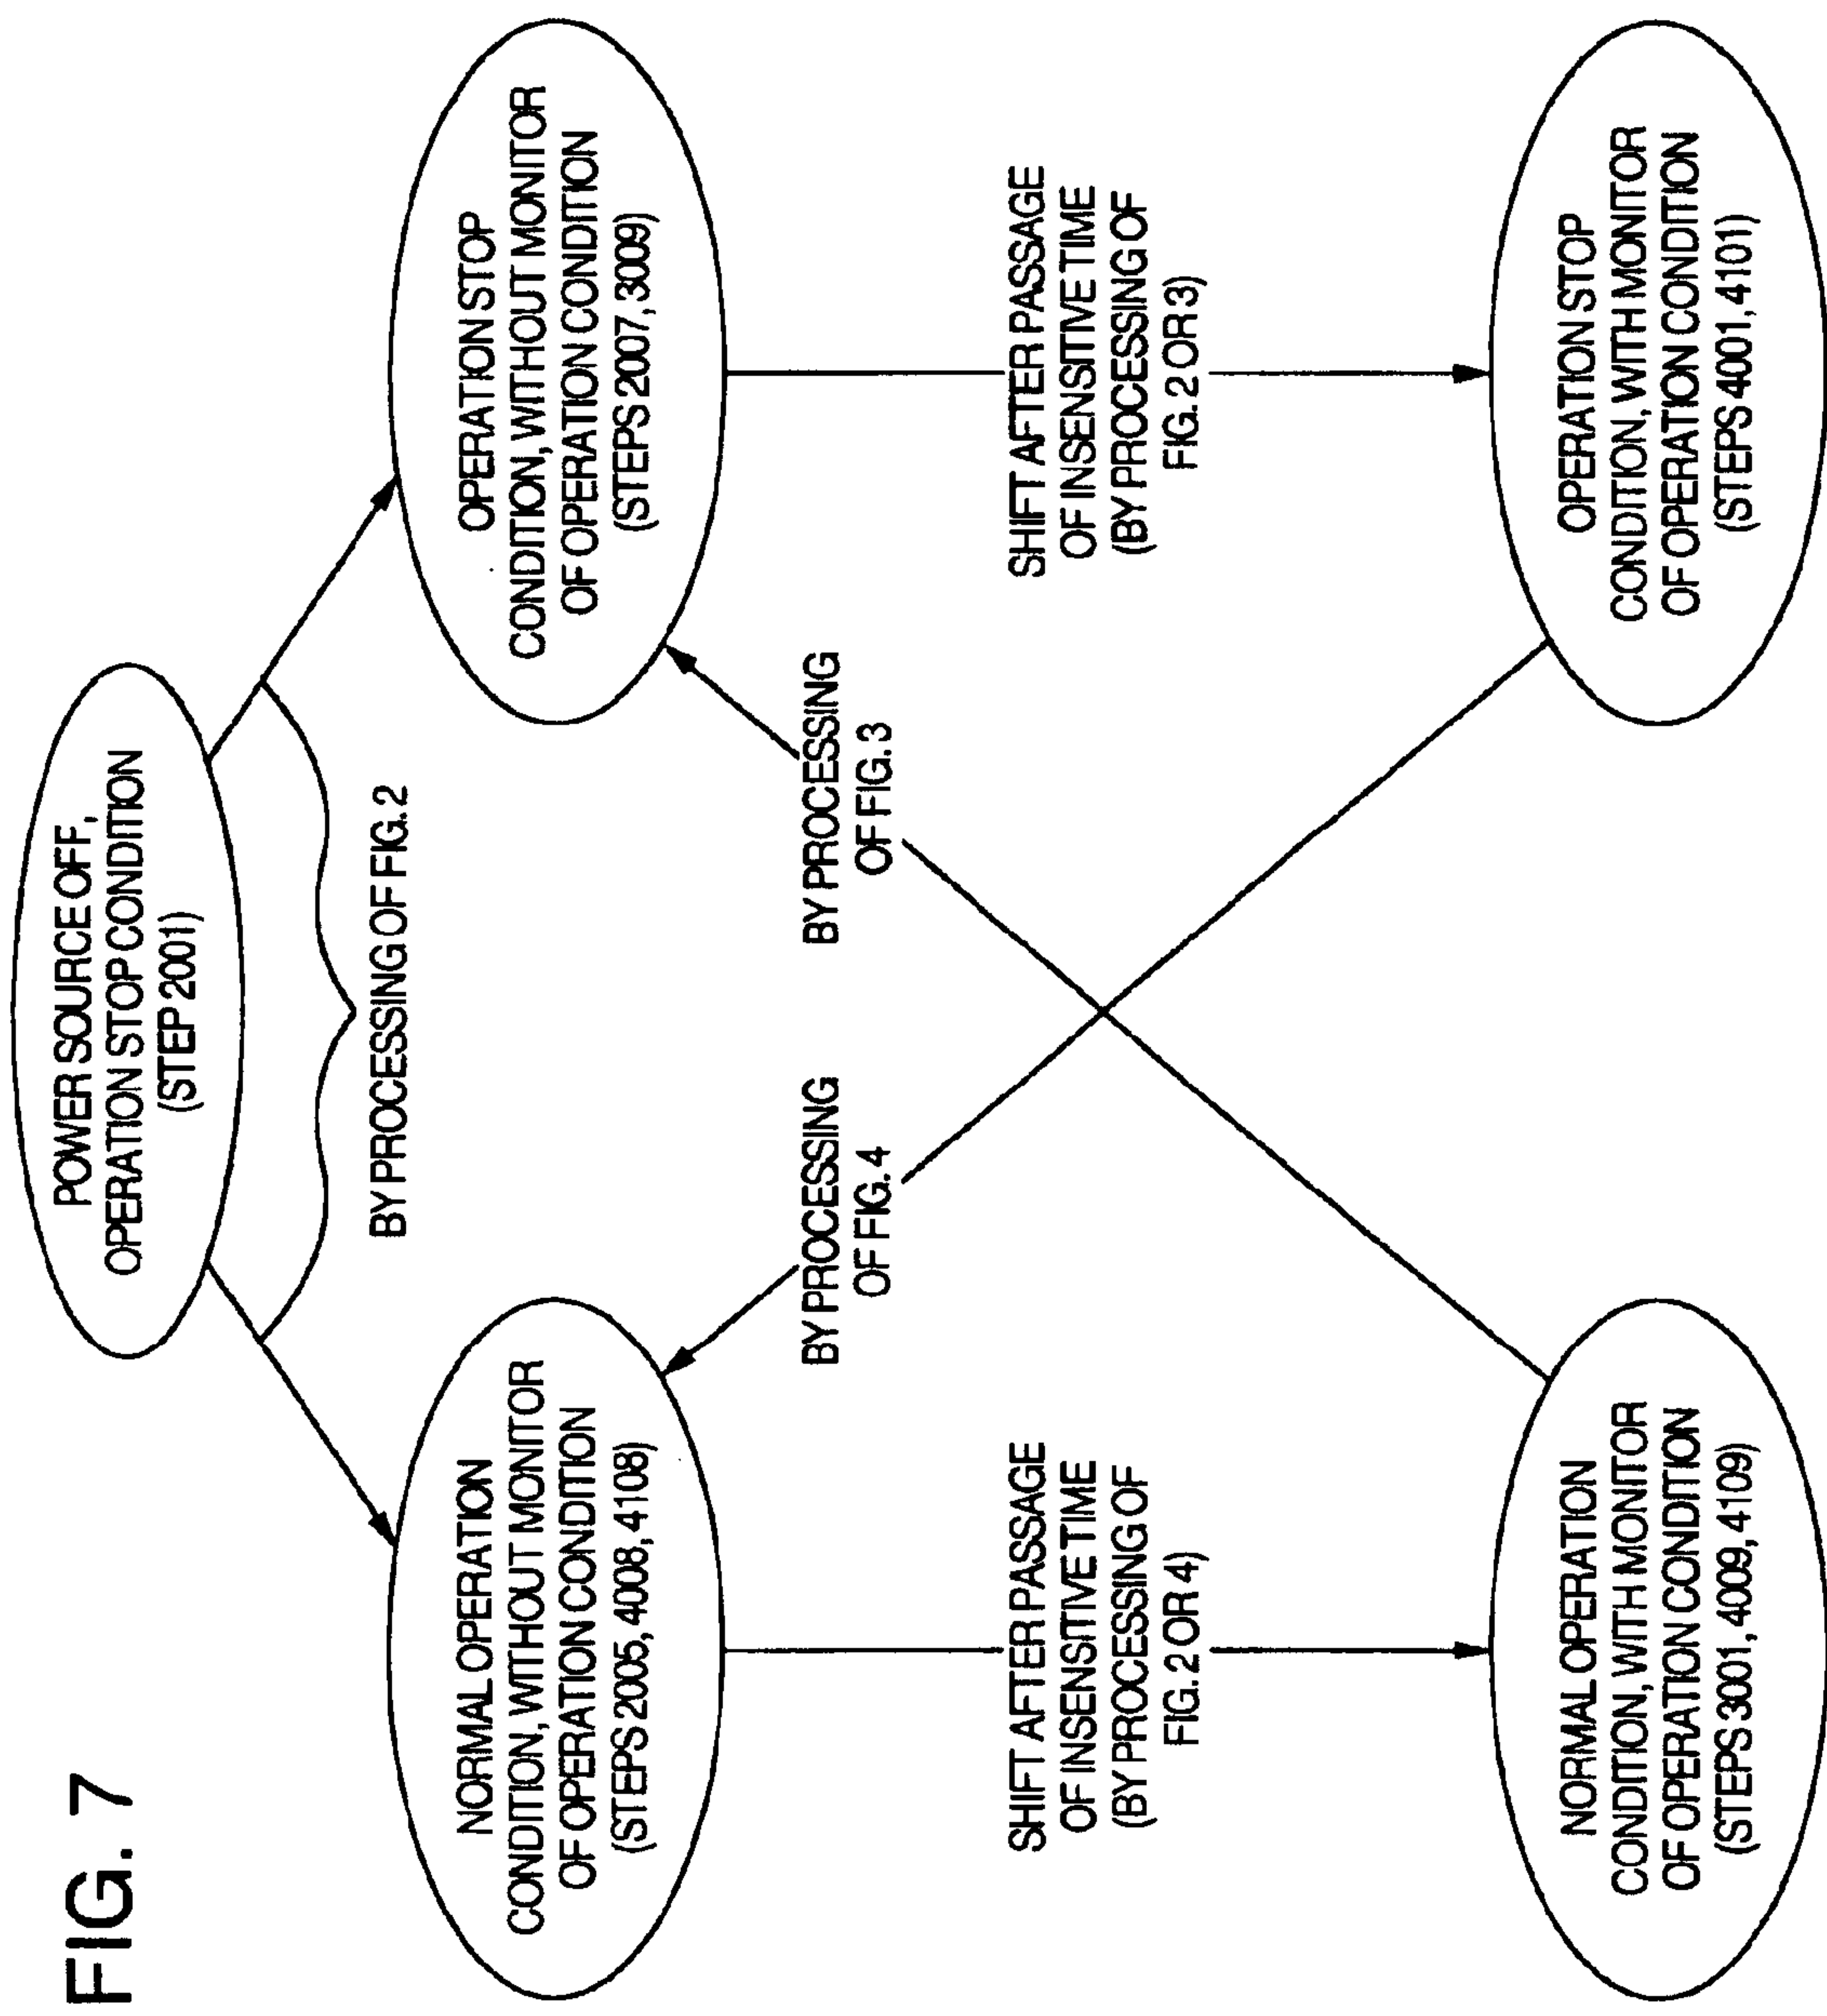 FIG. 7
POWER SOURCE OFF,
OPERATION STOP CONDITION
(STEP 2001)
BY PROCESSING OF FIG. 2
NORMAL OPERATION
CONDITION, WITHOUT MONITOR
OF OPERATION CONDITION
(STEPS 2005, 4008, 4108)
OPERATION STOP
CONDITION, WITHOUT MONITOR
OF OPERATION CONDITION
(STEPS 2007, 3009)
BY PROCESSING
OF FIG. 4
BY PROCESSING
OF FIG. 3
SHIFT AFTER PASSAGE
OF INSENSITIVE TIME
(BY PROCESSING OF
FIG. 2 OR 4)
SHIFT AFTER PASSAGE
OF INSENSITIVE TIME
(BY PROCESSING OF
FIG. 2 OR 3)
NORMAL OPERATION
CONDITION, WITH MONITOR
OF OPERATION CONDITION
(STEPS 3001, 4009, 4109)
OPERATION STOP
CONDITION, WITH MONITOR
OF OPERATION CONDITION
(STEPS 4001, 4101)